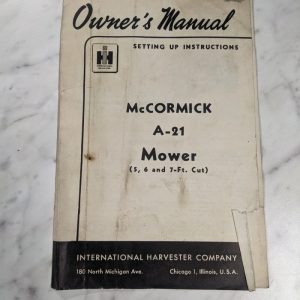 Owner's Manual
SETTING UP INSTRUCTIONS
IH
McCORMICK
A-21
Mower
(5, 6 and 7-Ft. Cut)
INTERNATIONAL HARVESTER COMPANY
180 North Michigan Ave. Chicago 1, Illinois, U.S.A.